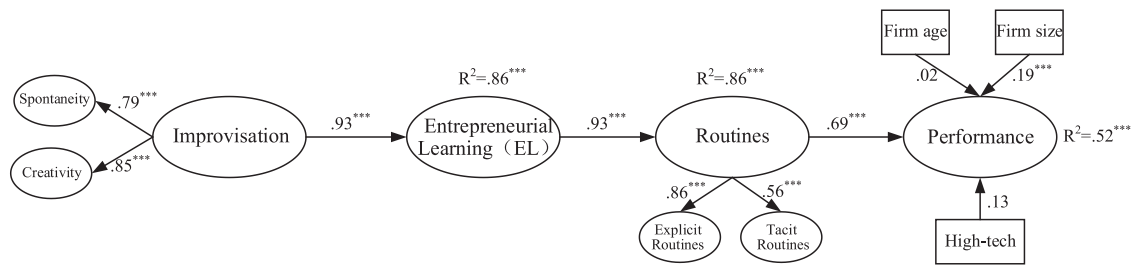 Firm age
Firm size
.02
.19***
R²=.86***
R²=.86***
Spontaneity
.79***
Improvisation
.93***
Entrepreneurial
Learning（EL）
.93***
Routines
.69***
Performance
R²=.52***
Creativity
.85***
.86***
.56***
.13
Explicit
Routines
Tacit
Routines
High-tech